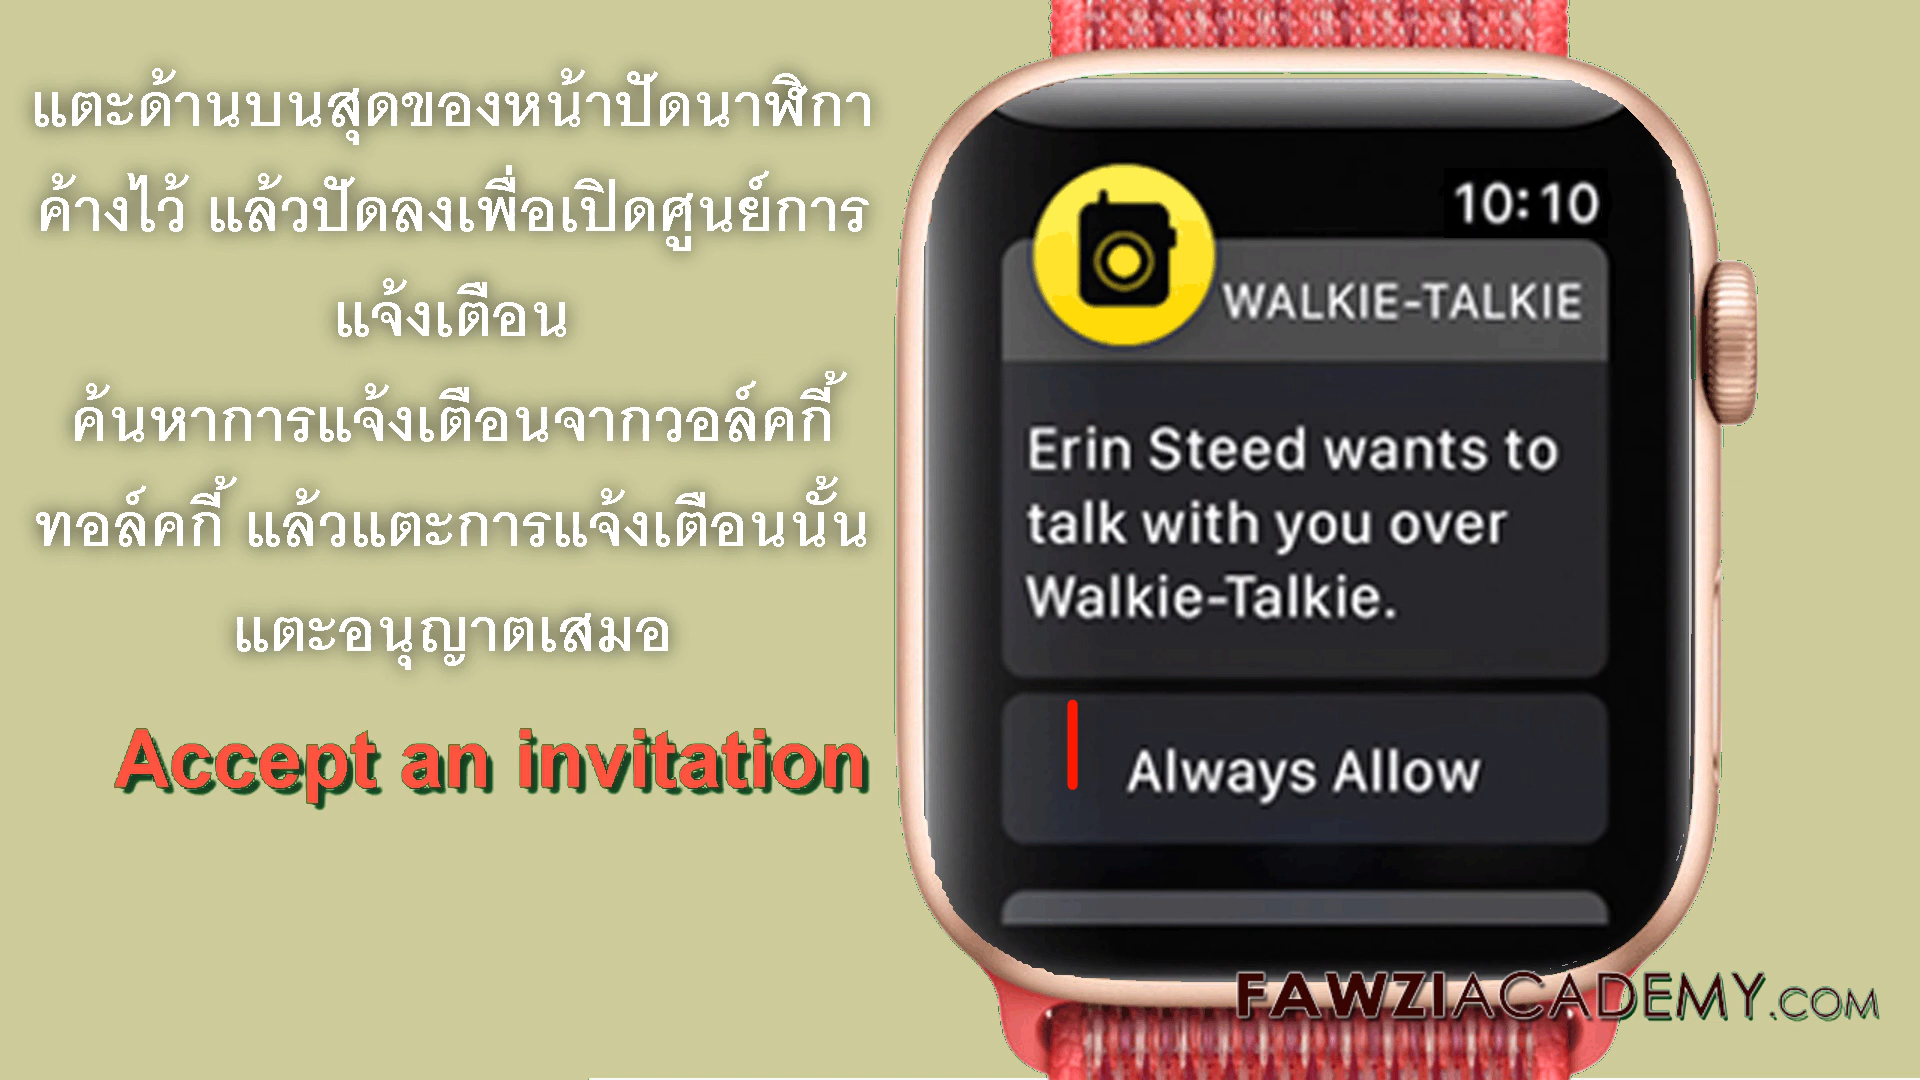 แตะด้านบนสุดของหน้าปัดนาฬิกา
ค้างไว้ แล้วปัดลงเพื่อเปิดศูนย์การ
แจ้งเตือน
ค้นหาการแจ้งเตือนจากวอล์คกี้
ทอล์คกี้ แล้วแตะการแจ้งเตือนนั้น
แตะอนุญาตเสมอ
Accept an invitation
10:10
WALKIE-TALKIE
Erin Steed wants to
talk with you over
Walkie-Talkie.
Always Allow
FAWZIACADEMY.COM